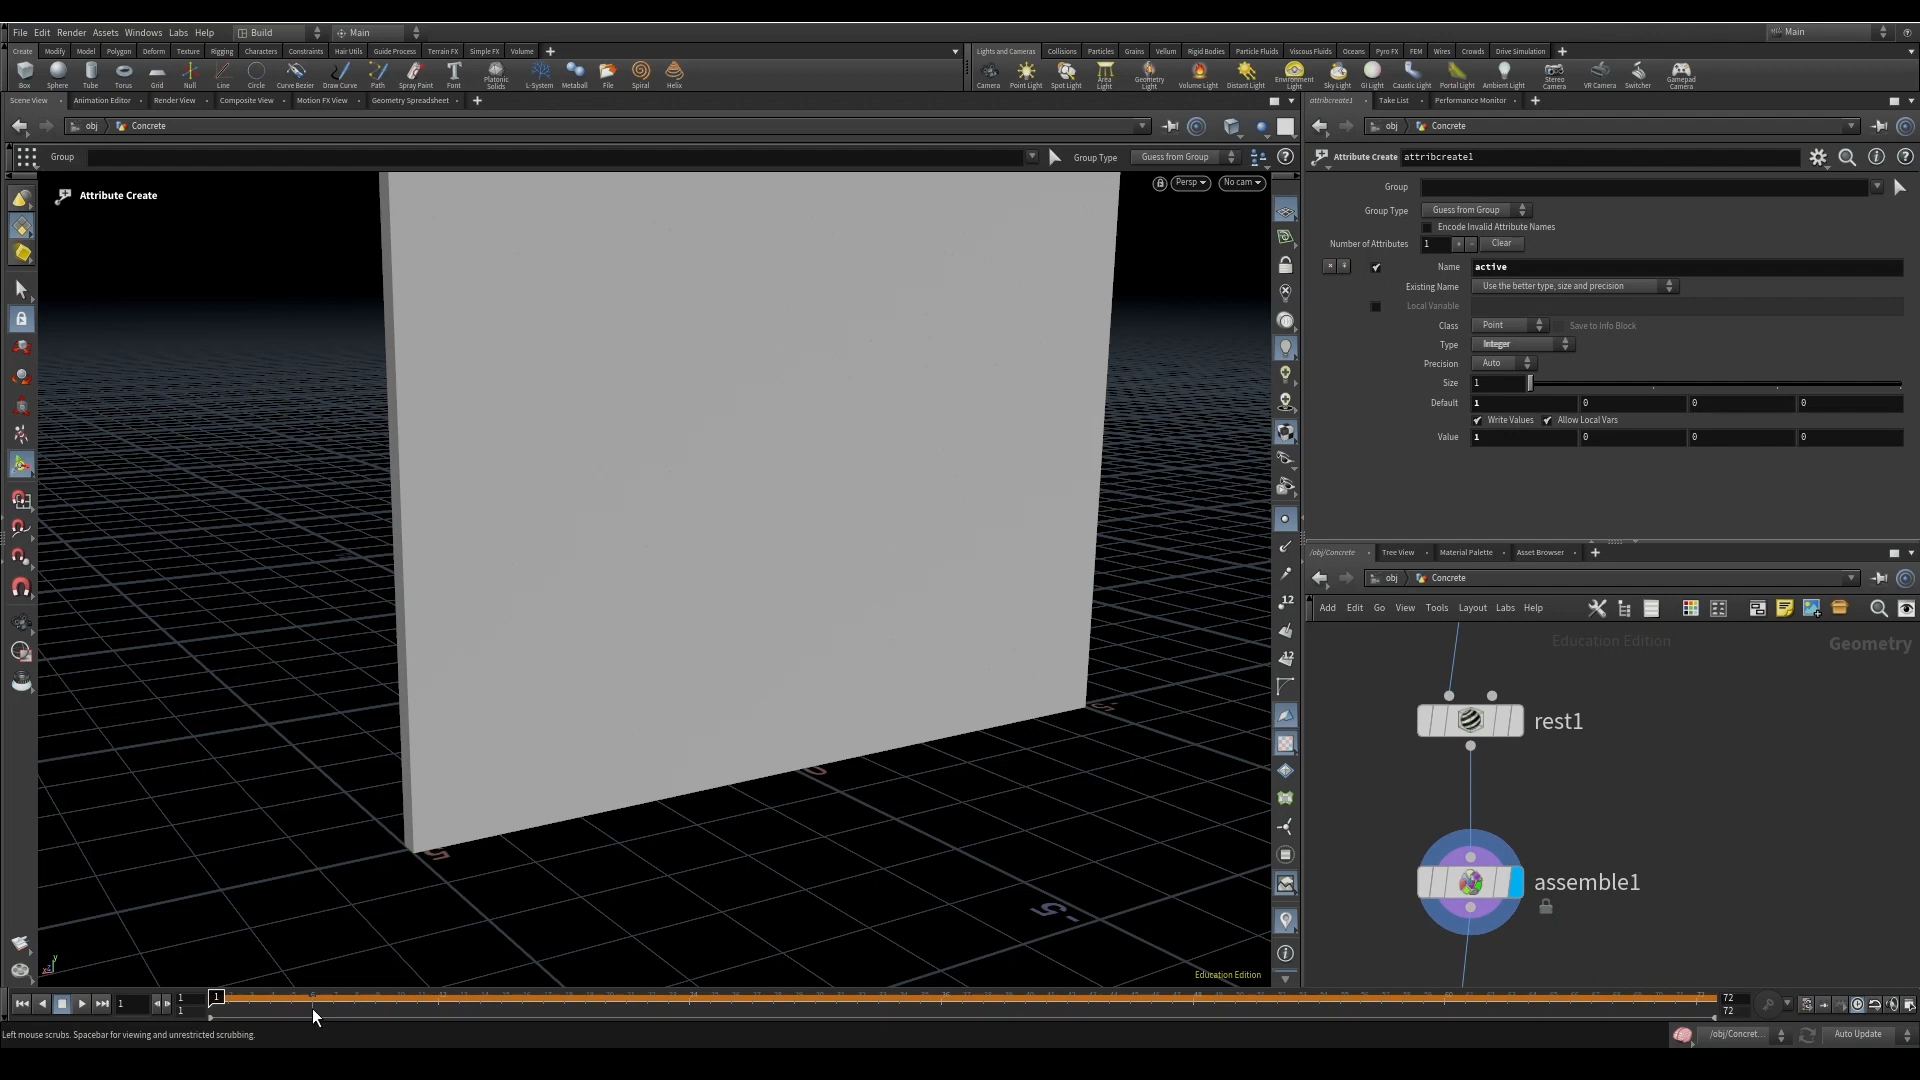 File Edit Render Assets Windows Labs Help Build Main Main
Create Modify Model Polygon Deform Texture Rigging Characters Constraints Hair Utils Guide Process Terrain FX Simple FX Volume
Lights and Cameras Collisions Particles Grains Vellum Rigid Bodies Particle Fluids Viscous Fluids Oceans Pyro FX FEM Wires Crowds Drive Simulation
Box Sphere Tube Torus Grid Null Line Circle Curve Bezier Draw Curve Path Spray Paint Font Platonic Solids L-System Metaball File Spiral Helix
Camera Point Light Spot Light Area Light Geometry Light Volume Light Distant Light Environment Light Sky Light GI Light Caustic Light Portal Light Ambient Light Stereo Camera VR Camera Switcher Gamepad Camera
Scene View Animation Editor Render View Composite View Motion FX View Geometry Spreadsheet
attribcreate1 Take List Performance Monitor
obj Concrete
obj Concrete
Group Group Type Guess from Group
Attribute Create attribcreate1
Attribute Create
Persp No cam
Group
Group Type Guess from Group
Encode Invalid Attribute Names
Number of Attributes 1 Clear
Name active
Existing Name Use the better type, size and precision
Local Variable
Class Point Save to Info Block
Type Integer
Precision Auto
Size 1
Default 1 0 0 0
Write Values Allow Local Vars
Value 1 0 0 0
/obj/Concrete Tree View Material Palette Asset Browser
obj Concrete
Add Edit Go View Tools Layout Labs Help
Education Edition
Geometry
rest1
assemble1
12
12
-5
5
0
-5
Education Edition
1 1 1 1 72 72
Left mouse scrubs. Spacebar for viewing and unrestricted scrubbing.
/obj/Concret... Auto Update